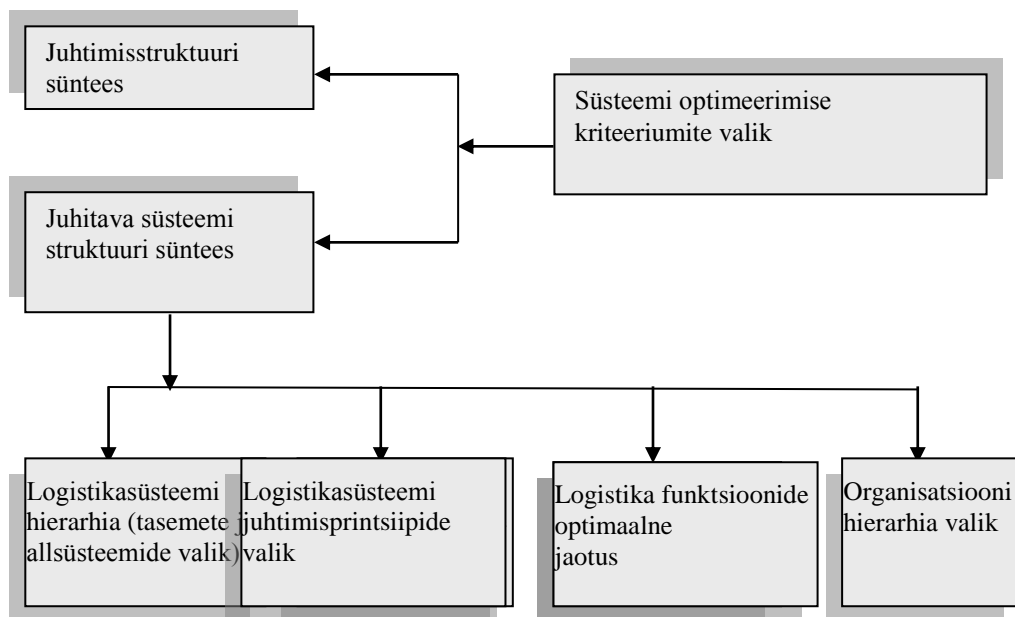 Juhtimisstruktuuri
süntees
Süsteemi optimeerimise
kriteeriumite valik
Juhitava süsteemi
struktuuri süntees
Logistikasüsteemi
hierarhia (tasemete j
allsüsteemide valik)
Logistikasüsteemi
juhtimisprintsiipide
valik
Logistika funktsioonide
optimaalne
jaotus
Organisatsiooni
hierarhia valik